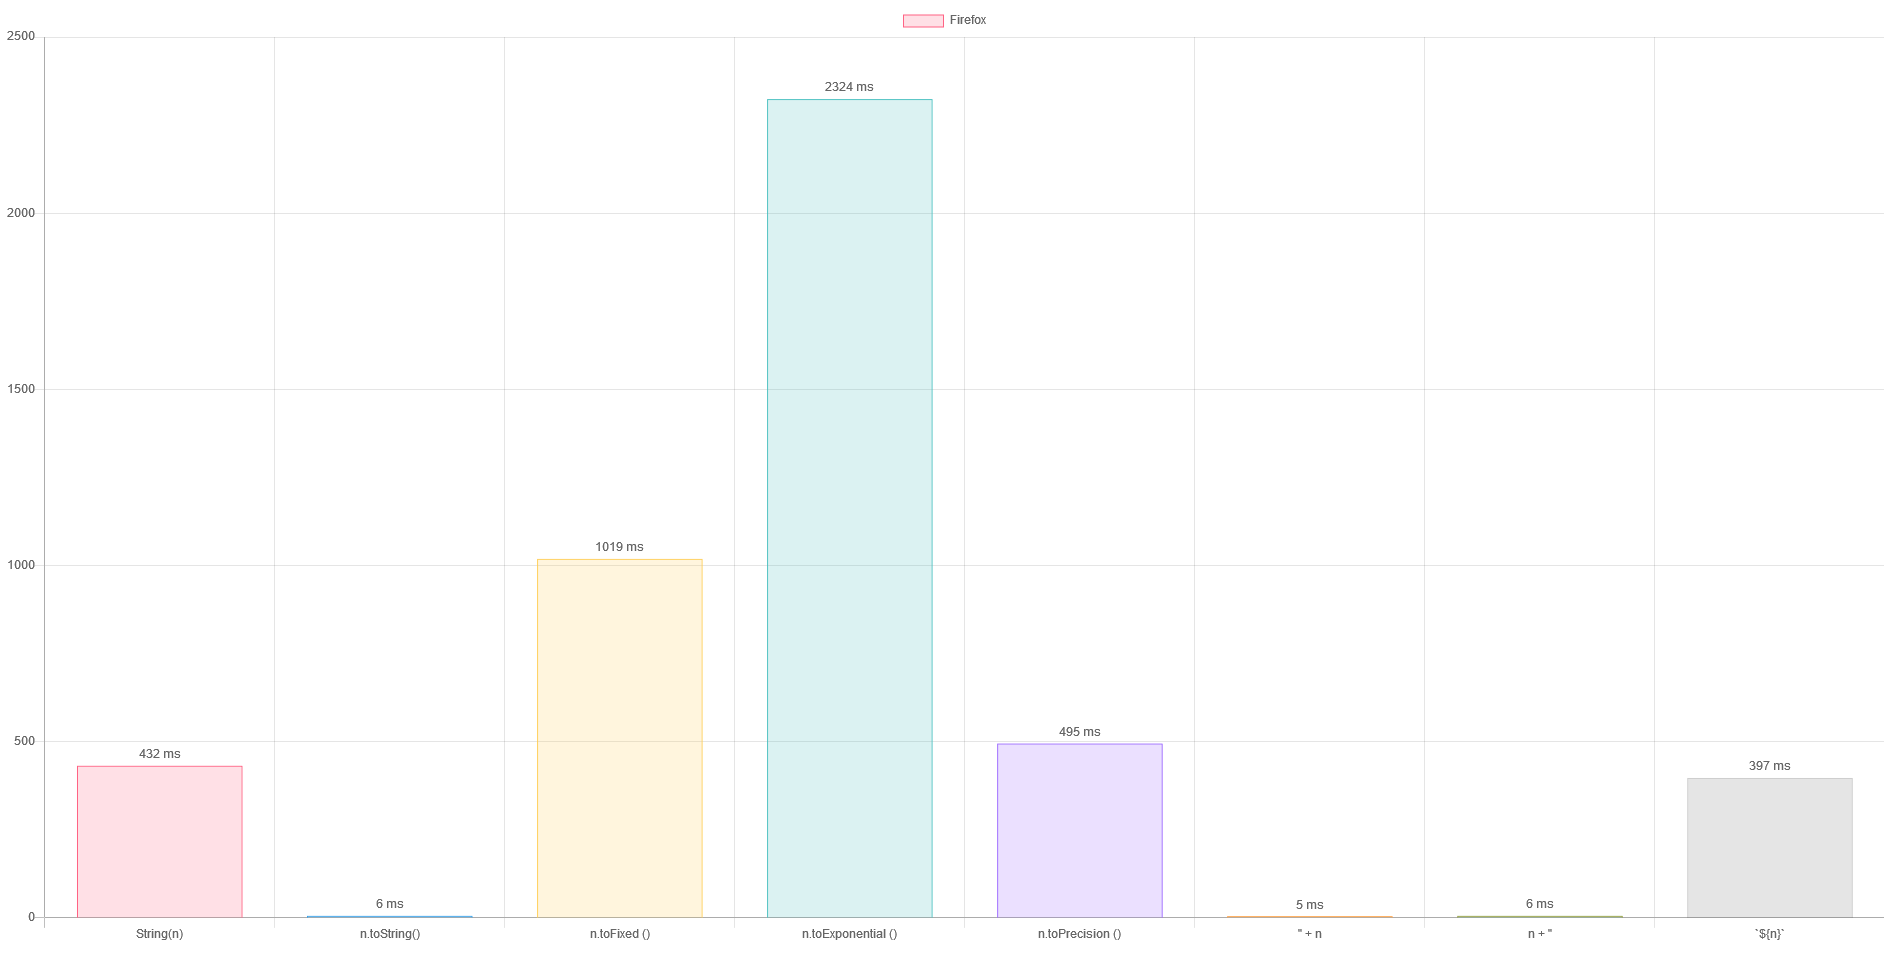 Firefox
2500
2000
1500
1000
500
0
432 ms
6 ms
1019 ms
2324 ms
495 ms
5 ms
6 ms
397 ms
String(n)
n.toString()
n.toFixed ()
n.toExponential ()
n.toPrecision ()
'' + n
n + ''
`${n}`